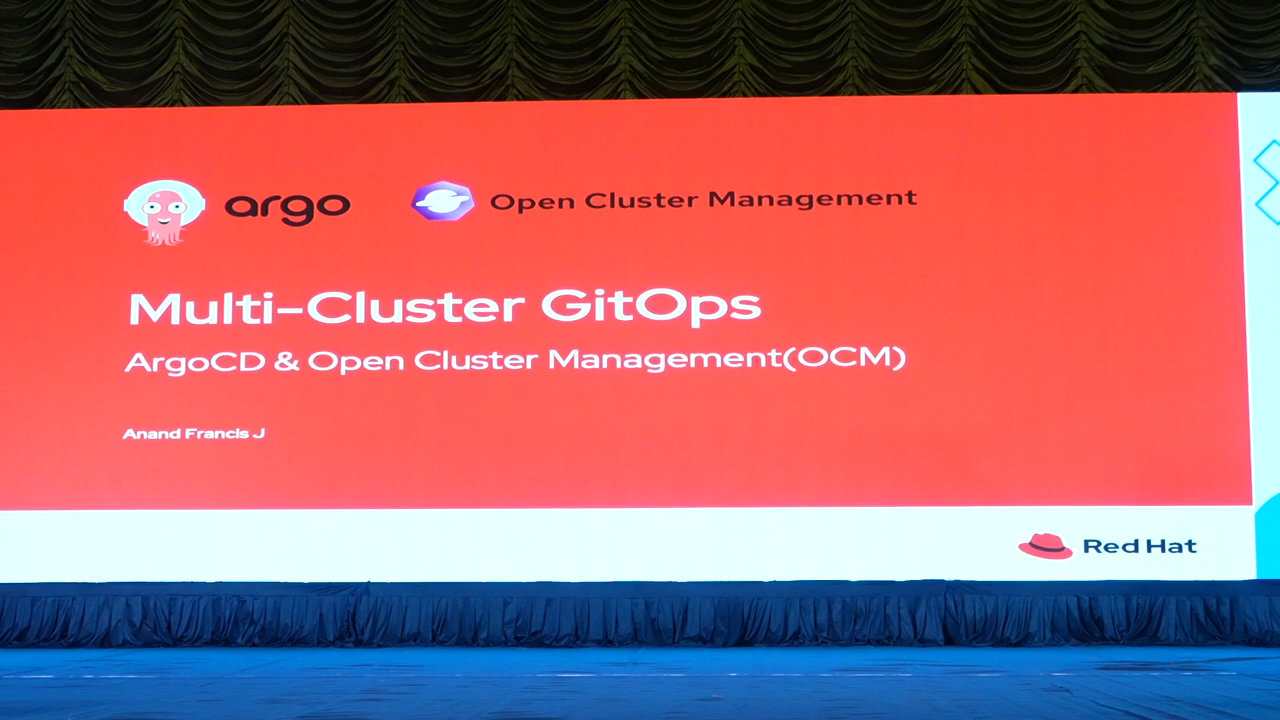 argo
Open Cluster Management
Multi-Cluster GitOps
ArgoCD & Open Cluster Management(OCM)
Anand Francis J
Red Hat